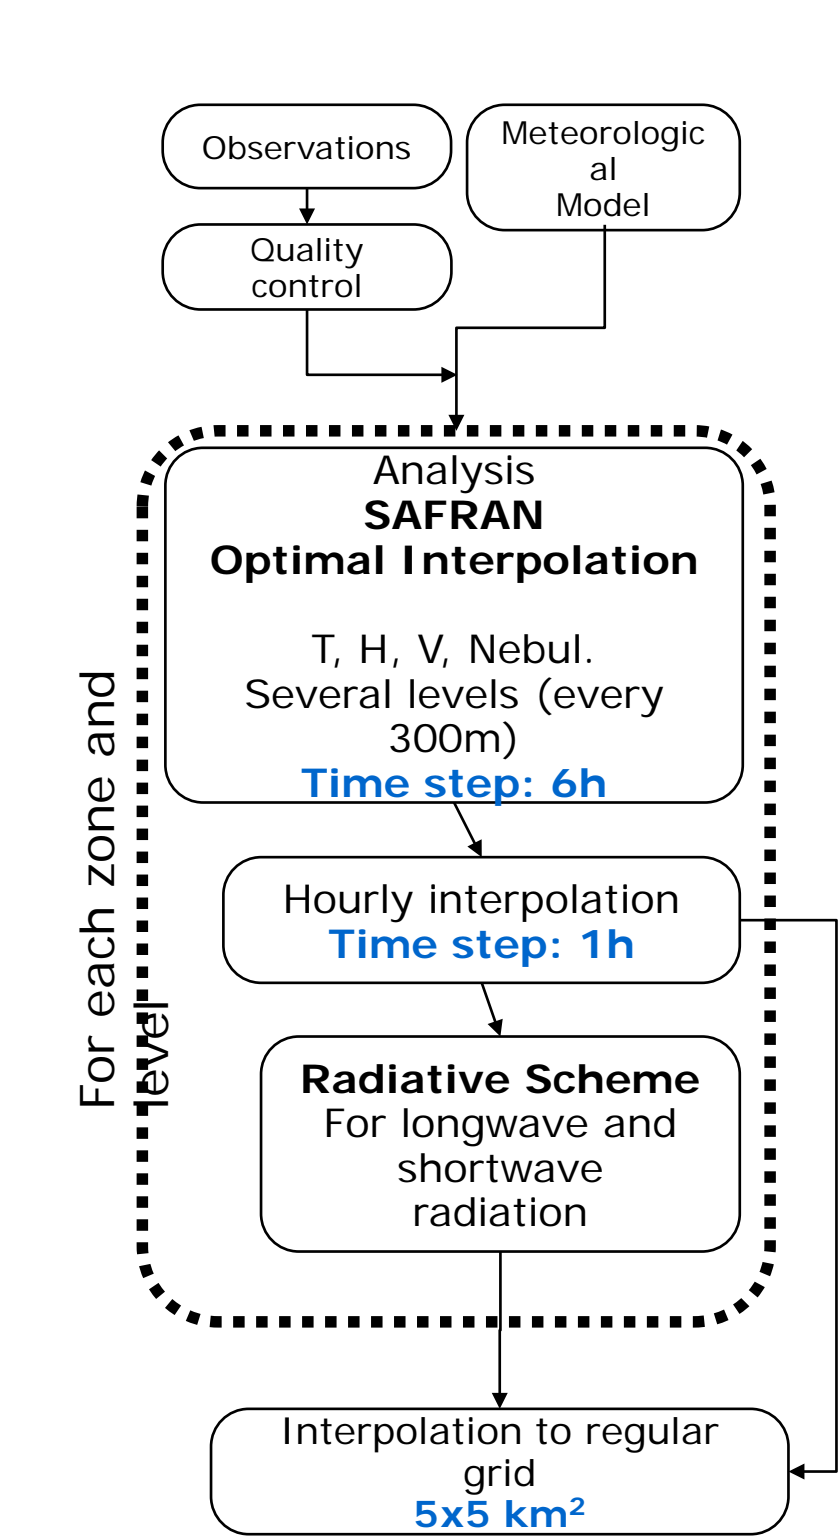 Observations
Meteorologic
al
Model
Quality
control
Analysis
SAFRAN
Optimal Interpolation
T, H, V, Nebul.
Several levels (every
300m)
Time step: 6h
For each zone and
level
Hourly interpolation
Time step: 1h
Radiative Scheme
For longwave and
shortwave
radiation
Interpolation to regular
grid
5x5 km²